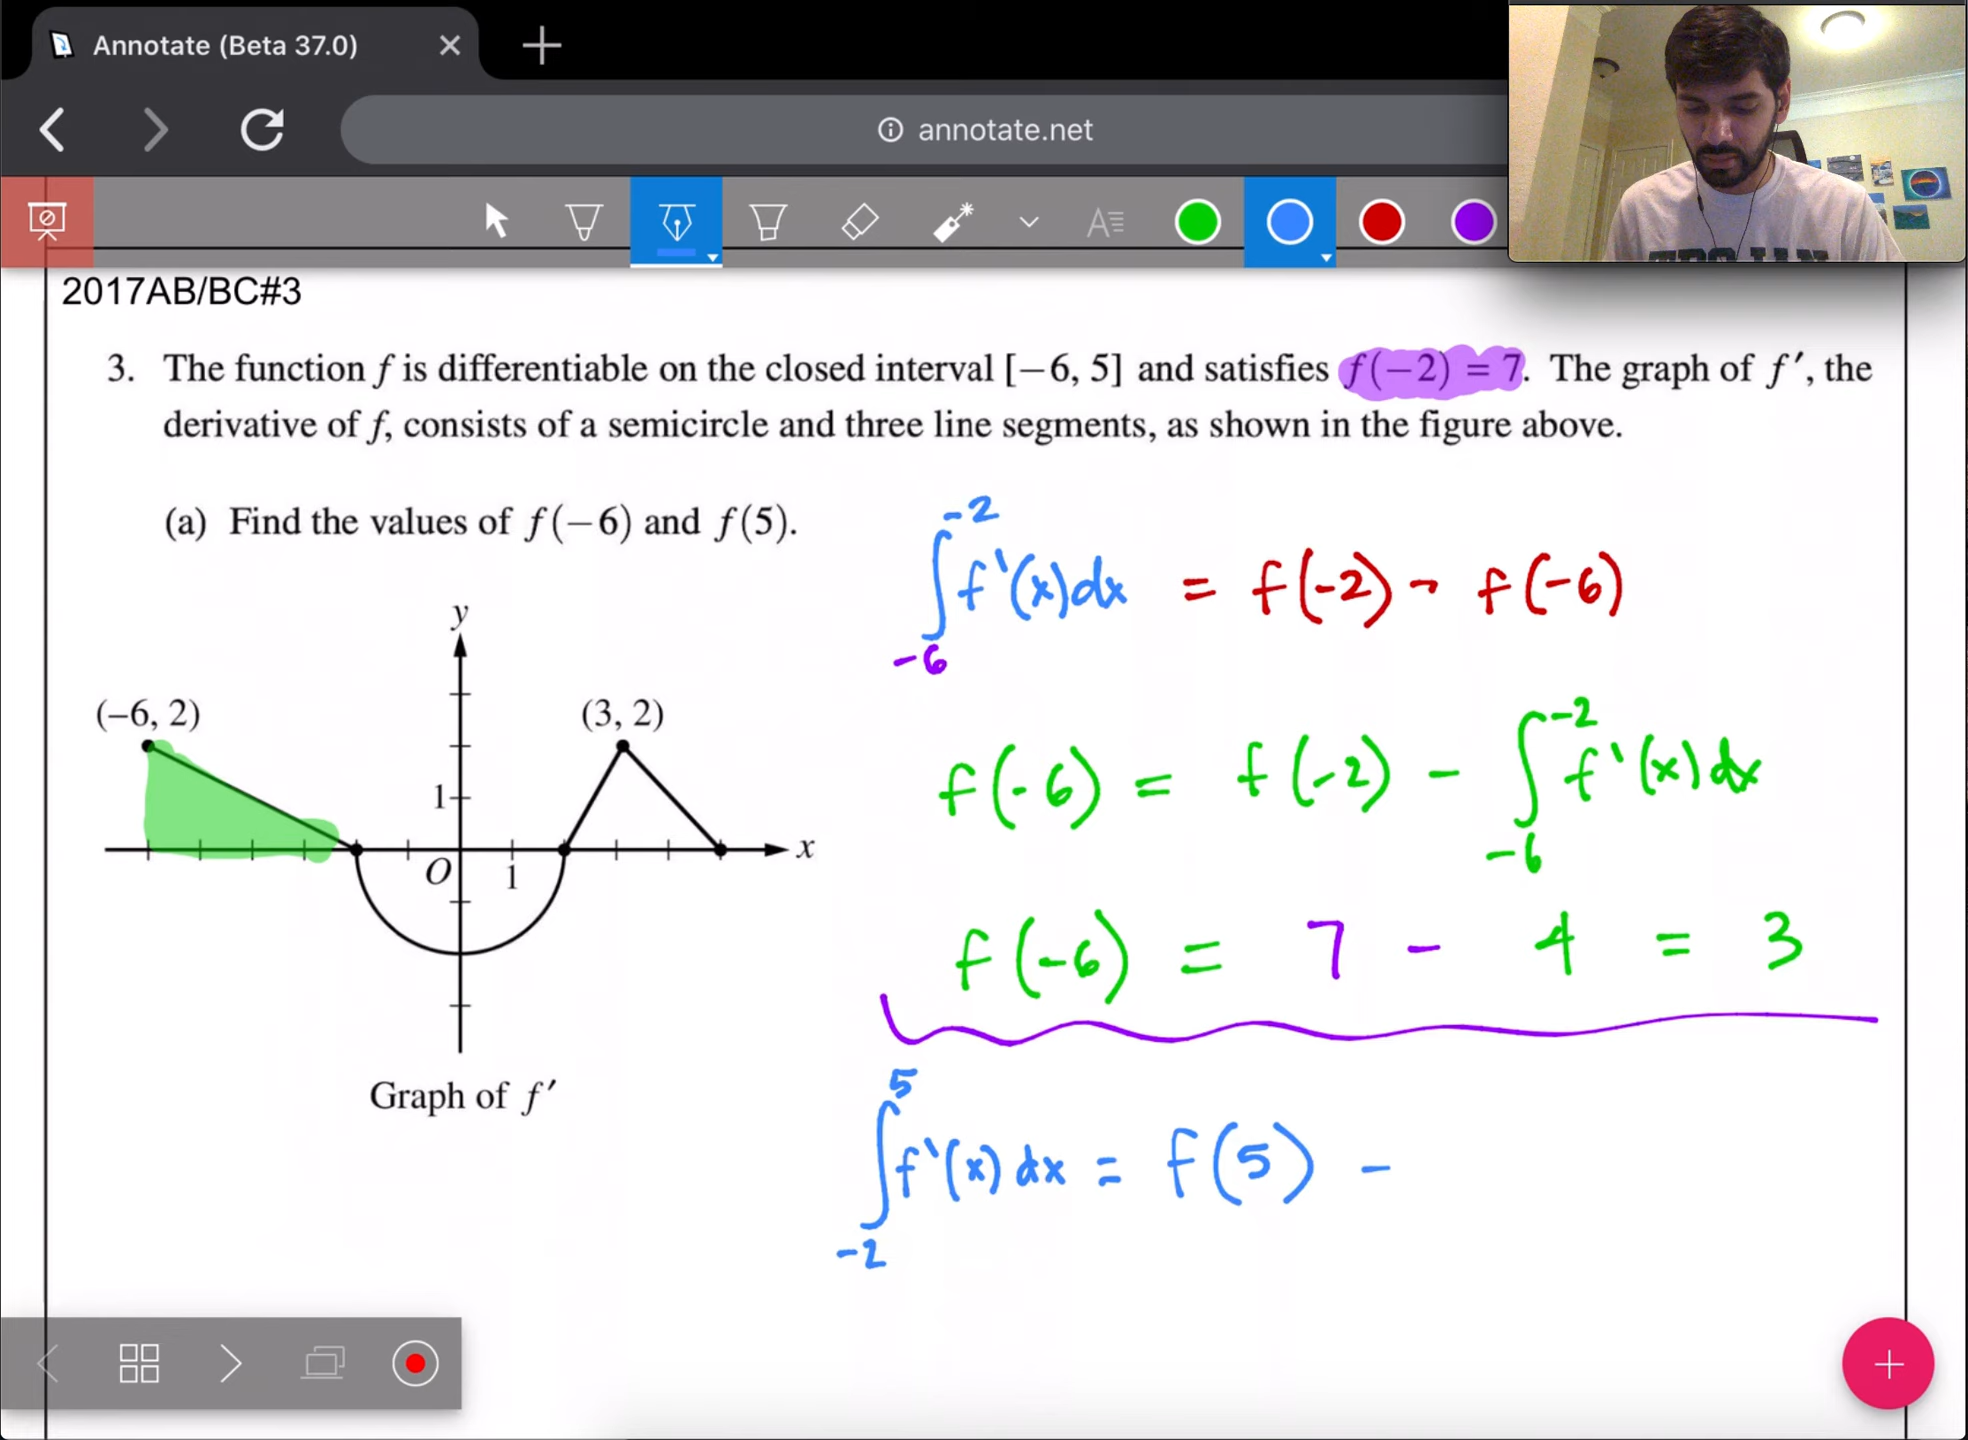 Annotate (Beta 37.0)
annotate.net
2017AB/BC#3
3. The function f is differentiable on the closed interval [−6, 5] and satisfies f(−2) = 7. The graph of f′, the
derivative of f, consists of a semicircle and three line segments, as shown in the figure above.
(a) Find the values of f(−6) and f(5).
∫_{-6}^{-2} f'(x)dx = f(-2) - f(-6)
f(-6) = f(-2) - ∫_{-6}^{-2} f'(x)dx
f(-6) = 7 - 4 = 3
y
(−6, 2)
(3, 2)
1
x
O
1
Graph of f′
∫_{-2}^{5} f'(x)dx = f(5) -